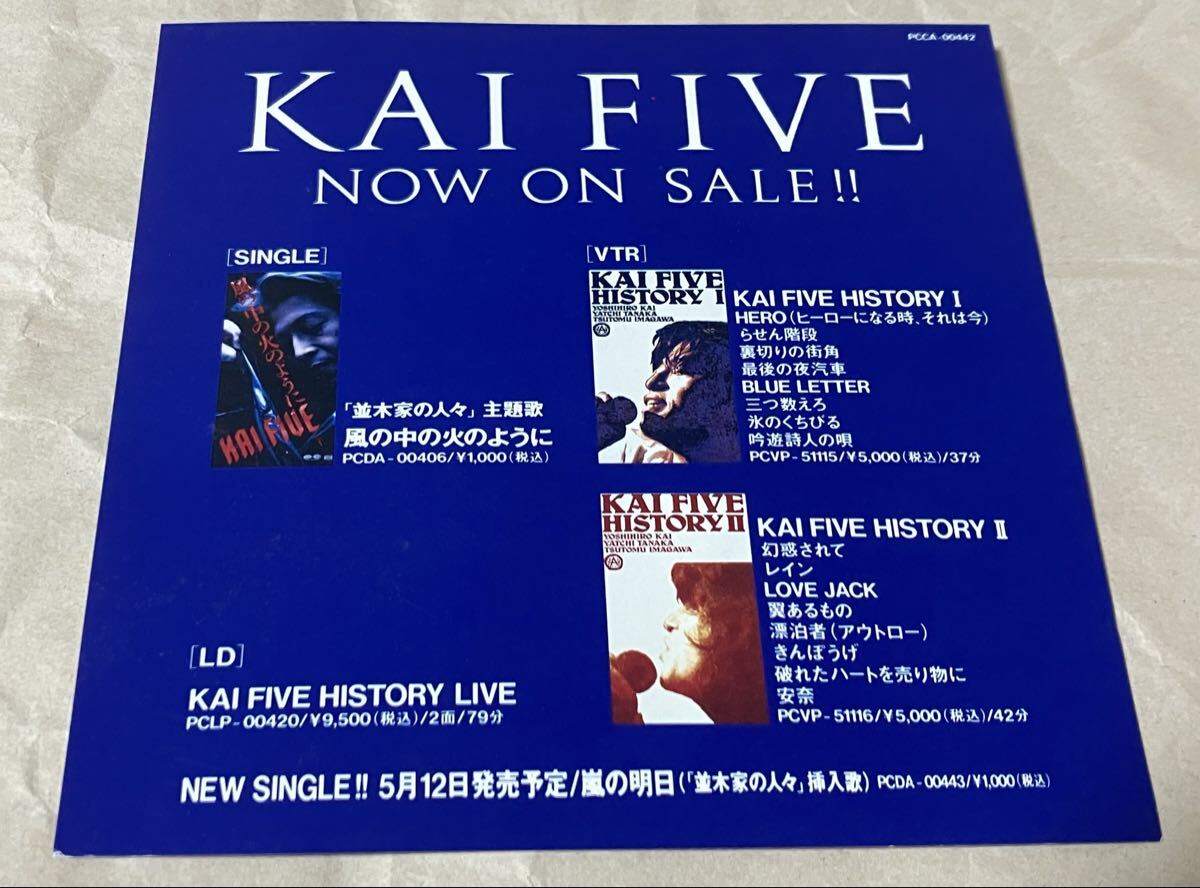 PCCA-00442
KAI FIVE
NOW ON SALE!!
[SINGLE]
風の中の火のように
KAI FIVE
「並木家の人々」主題歌
風の中の火のように
PCDA-00406/¥1,000(税込)
[VTR]
KAI FIVE
HISTORY I
YOSHIHIRO KAI
YATCHI TANAKA
TSUTOMU IMAGAWA
KAI FIVE HISTORY I
HERO(ヒーローになる時、それは今)
らせん階段
裏切りの街角
最後の夜汽車
BLUE LETTER
三つ数えろ
氷のくちびる
吟遊詩人の唄
PCVP-51115/¥5,000(税込)/37分
KAI FIVE
HISTORY II
YOSHIHIRO KAI
YATCHI TANAKA
TSUTOMU IMAGAWA
KAI FIVE HISTORY II
幻惑されて
レイン
LOVE JACK
翼あるもの
漂泊者(アウトロー)
きんぽうげ
破れたハートを売り物に
安奈
PCVP-51116/¥5,000(税込)/42分
[LD]
KAI FIVE HISTORY LIVE
PCLP-00420/¥9,500(税込)/2面/79分
NEW SINGLE!! 5月12日発売予定/嵐の明日(「並木家の人々」挿入歌) PCDA-00443/¥1,000(税込)